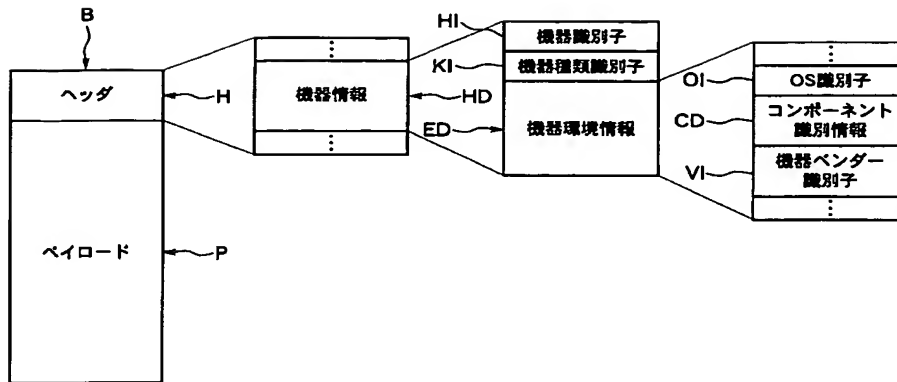 B
ヘッダ
H
ペイロード
P
⋮
機器情報
HD
⋮
HI
機器識別子
KI
機器種類識別子
ED
機器環境情報
⋮
OI
OS識別子
CD
コンポーネント
識別情報
VI
機器ベンダー
識別子
⋮